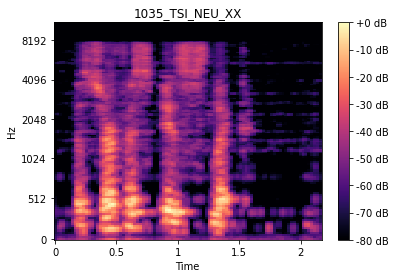 1035_TSI_NEU_XX
Hz
8192
4096
2048
1024
512
0
0
0.5
1
1.5
2
Time
+0 dB
-10 dB
-20 dB
-30 dB
-40 dB
-50 dB
-60 dB
-70 dB
-80 dB